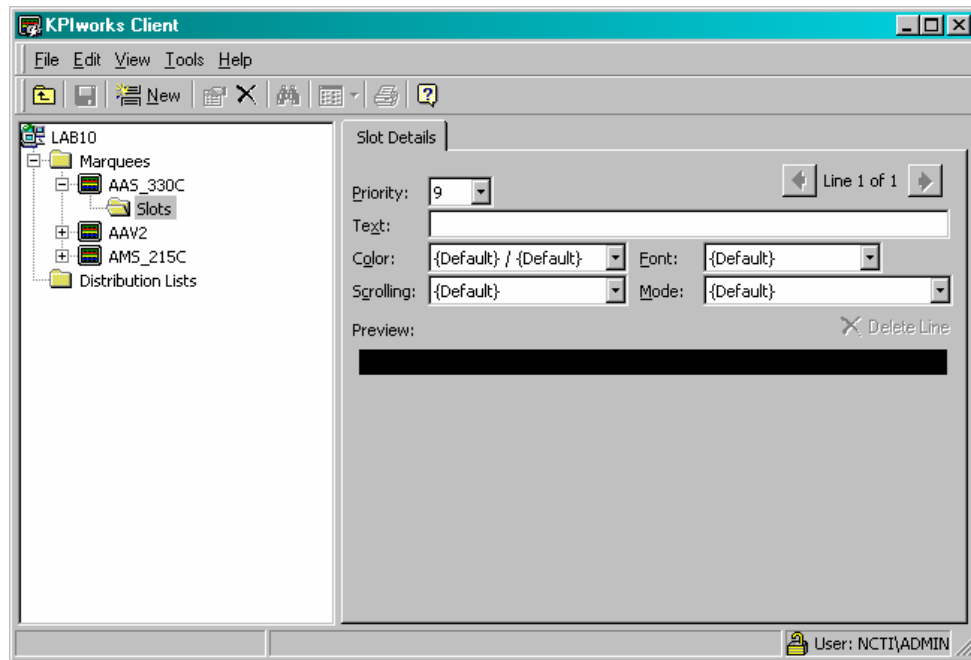 KPIworks Client
File Edit View Tools Help
New
LAB10
Marquees
AAS_330C
Slots
AAV2
AMS_215C
Distribution Lists
Slot Details
Priority: 9 Line 1 of 1
Text:
Color: {Default} / {Default} Font: {Default}
Scrolling: {Default} Mode: {Default}
Preview: Delete Line
User: NCTI\ADMIN